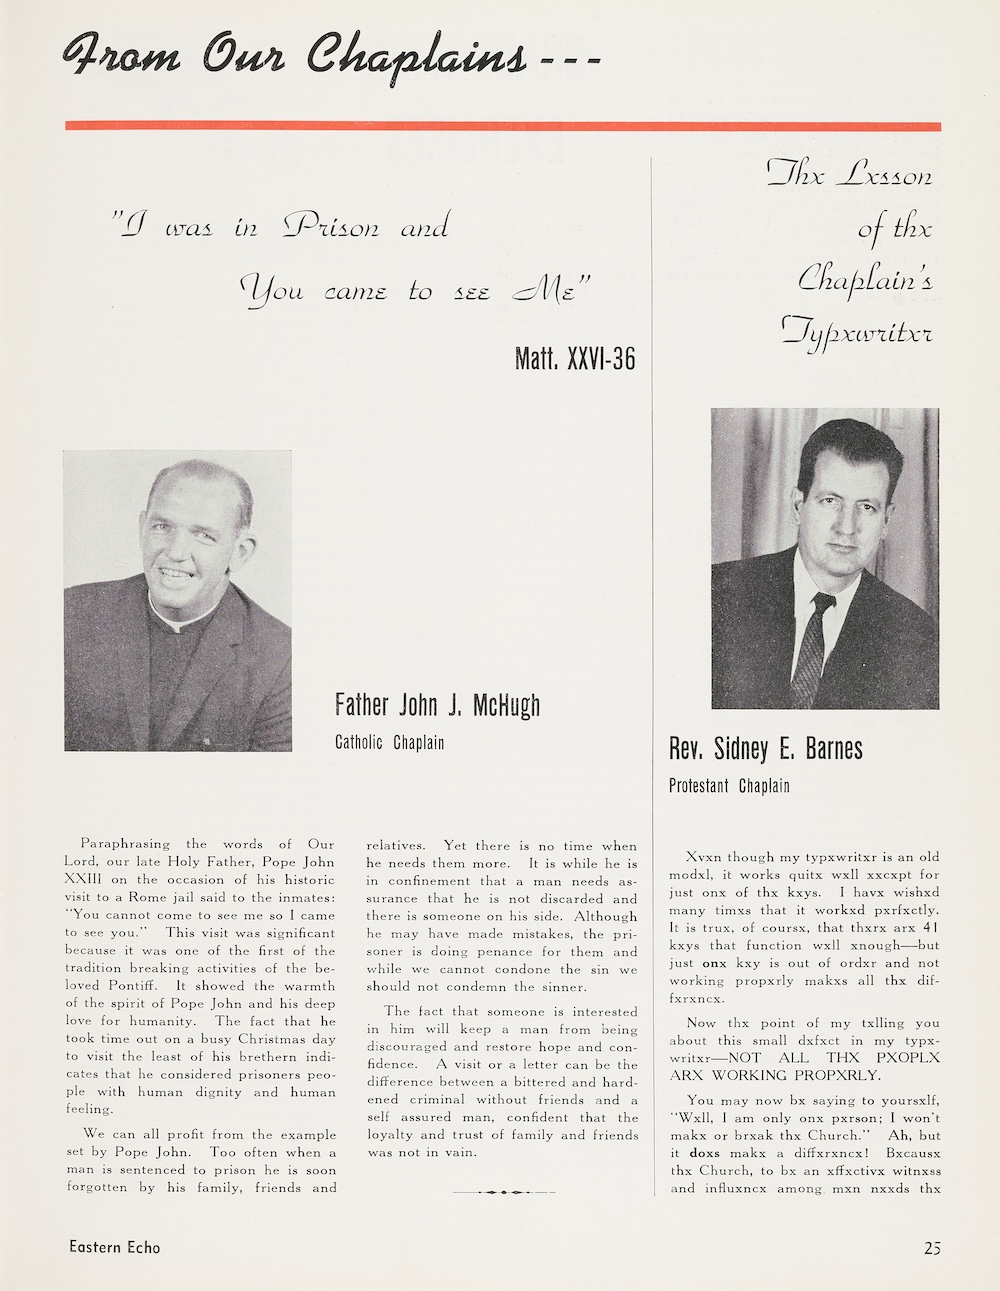 From Our Chaplains ---
"I was in Prison and
You came to see Me"
Matt. XXVI-36
Father John J. McHugh
Catholic Chaplain
Paraphrasing the words of Our
Lord, our late Holy Father, Pope John
XXIII on the occasion of his historic
visit to a Rome jail said to the inmates:
"You cannot come to see me so I came
to see you." This visit was significant
because it was one of the first of the
tradition breaking activities of the be-
loved Pontiff. It showed the warmth
of the spirit of Pope John and his deep
love for humanity. The fact that he
took time out on a busy Christmas day
to visit the least of his brethern indi-
cates that he considered prisoners peo-
ple with human dignity and human
feeling.
We can all profit from the example
set by Pope John. Too often when a
man is sentenced to prison he is soon
forgotten by his family, friends and
relatives. Yet there is no time when
he needs them more. It is while he is
in confinement that a man needs as-
surance that he is not discarded and
there is someone on his side. Although
he may have made mistakes, the pri-
soner is doing penance for them and
while we cannot condone the sin we
should not condemn the sinner.
The fact that someone is interested
in him will keep a man from being
discouraged and restore hope and con-
fidence. A visit or a letter can be the
difference between a bittered and hard-
ened criminal without friends and a
self assured man, confident that the
loyalty and trust of family and friends
was not in vain.
Thx Lxsson
of thx
Chaplain's
Typxwritxr
Rev. Sidney E. Barnes
Protestant Chaplain
Xvxn though my typxwritxr is an old
modxl, it works quitx wxll xxcxpt for
just onx of thx kxys. I havx wishxd
many timxs that it workxd pxrfxctly.
It is trux, of coursx, that thxrx arx 41
kxys that function wxll xnough—but
just onx kxy is out of ordxr and not
working propxrly makxs all thx dif-
fxrxncx.
Now thx point of my txlling you
about this small dxfxct in my typx-
writxr—NOT ALL THX PXOPLX
ARX WORKING PROPXRLY.
You may now bx saying to yoursxlf,
"Wxll, I am only onx pxrson; I won't
makx or brxak thx Church." Ah, but
it doxs makx a diffxrxncx! Bxcausx
thx Church, to bx an xffxctivx witnxss
and influxncx among mxn nxxds thx
Eastern Echo
25